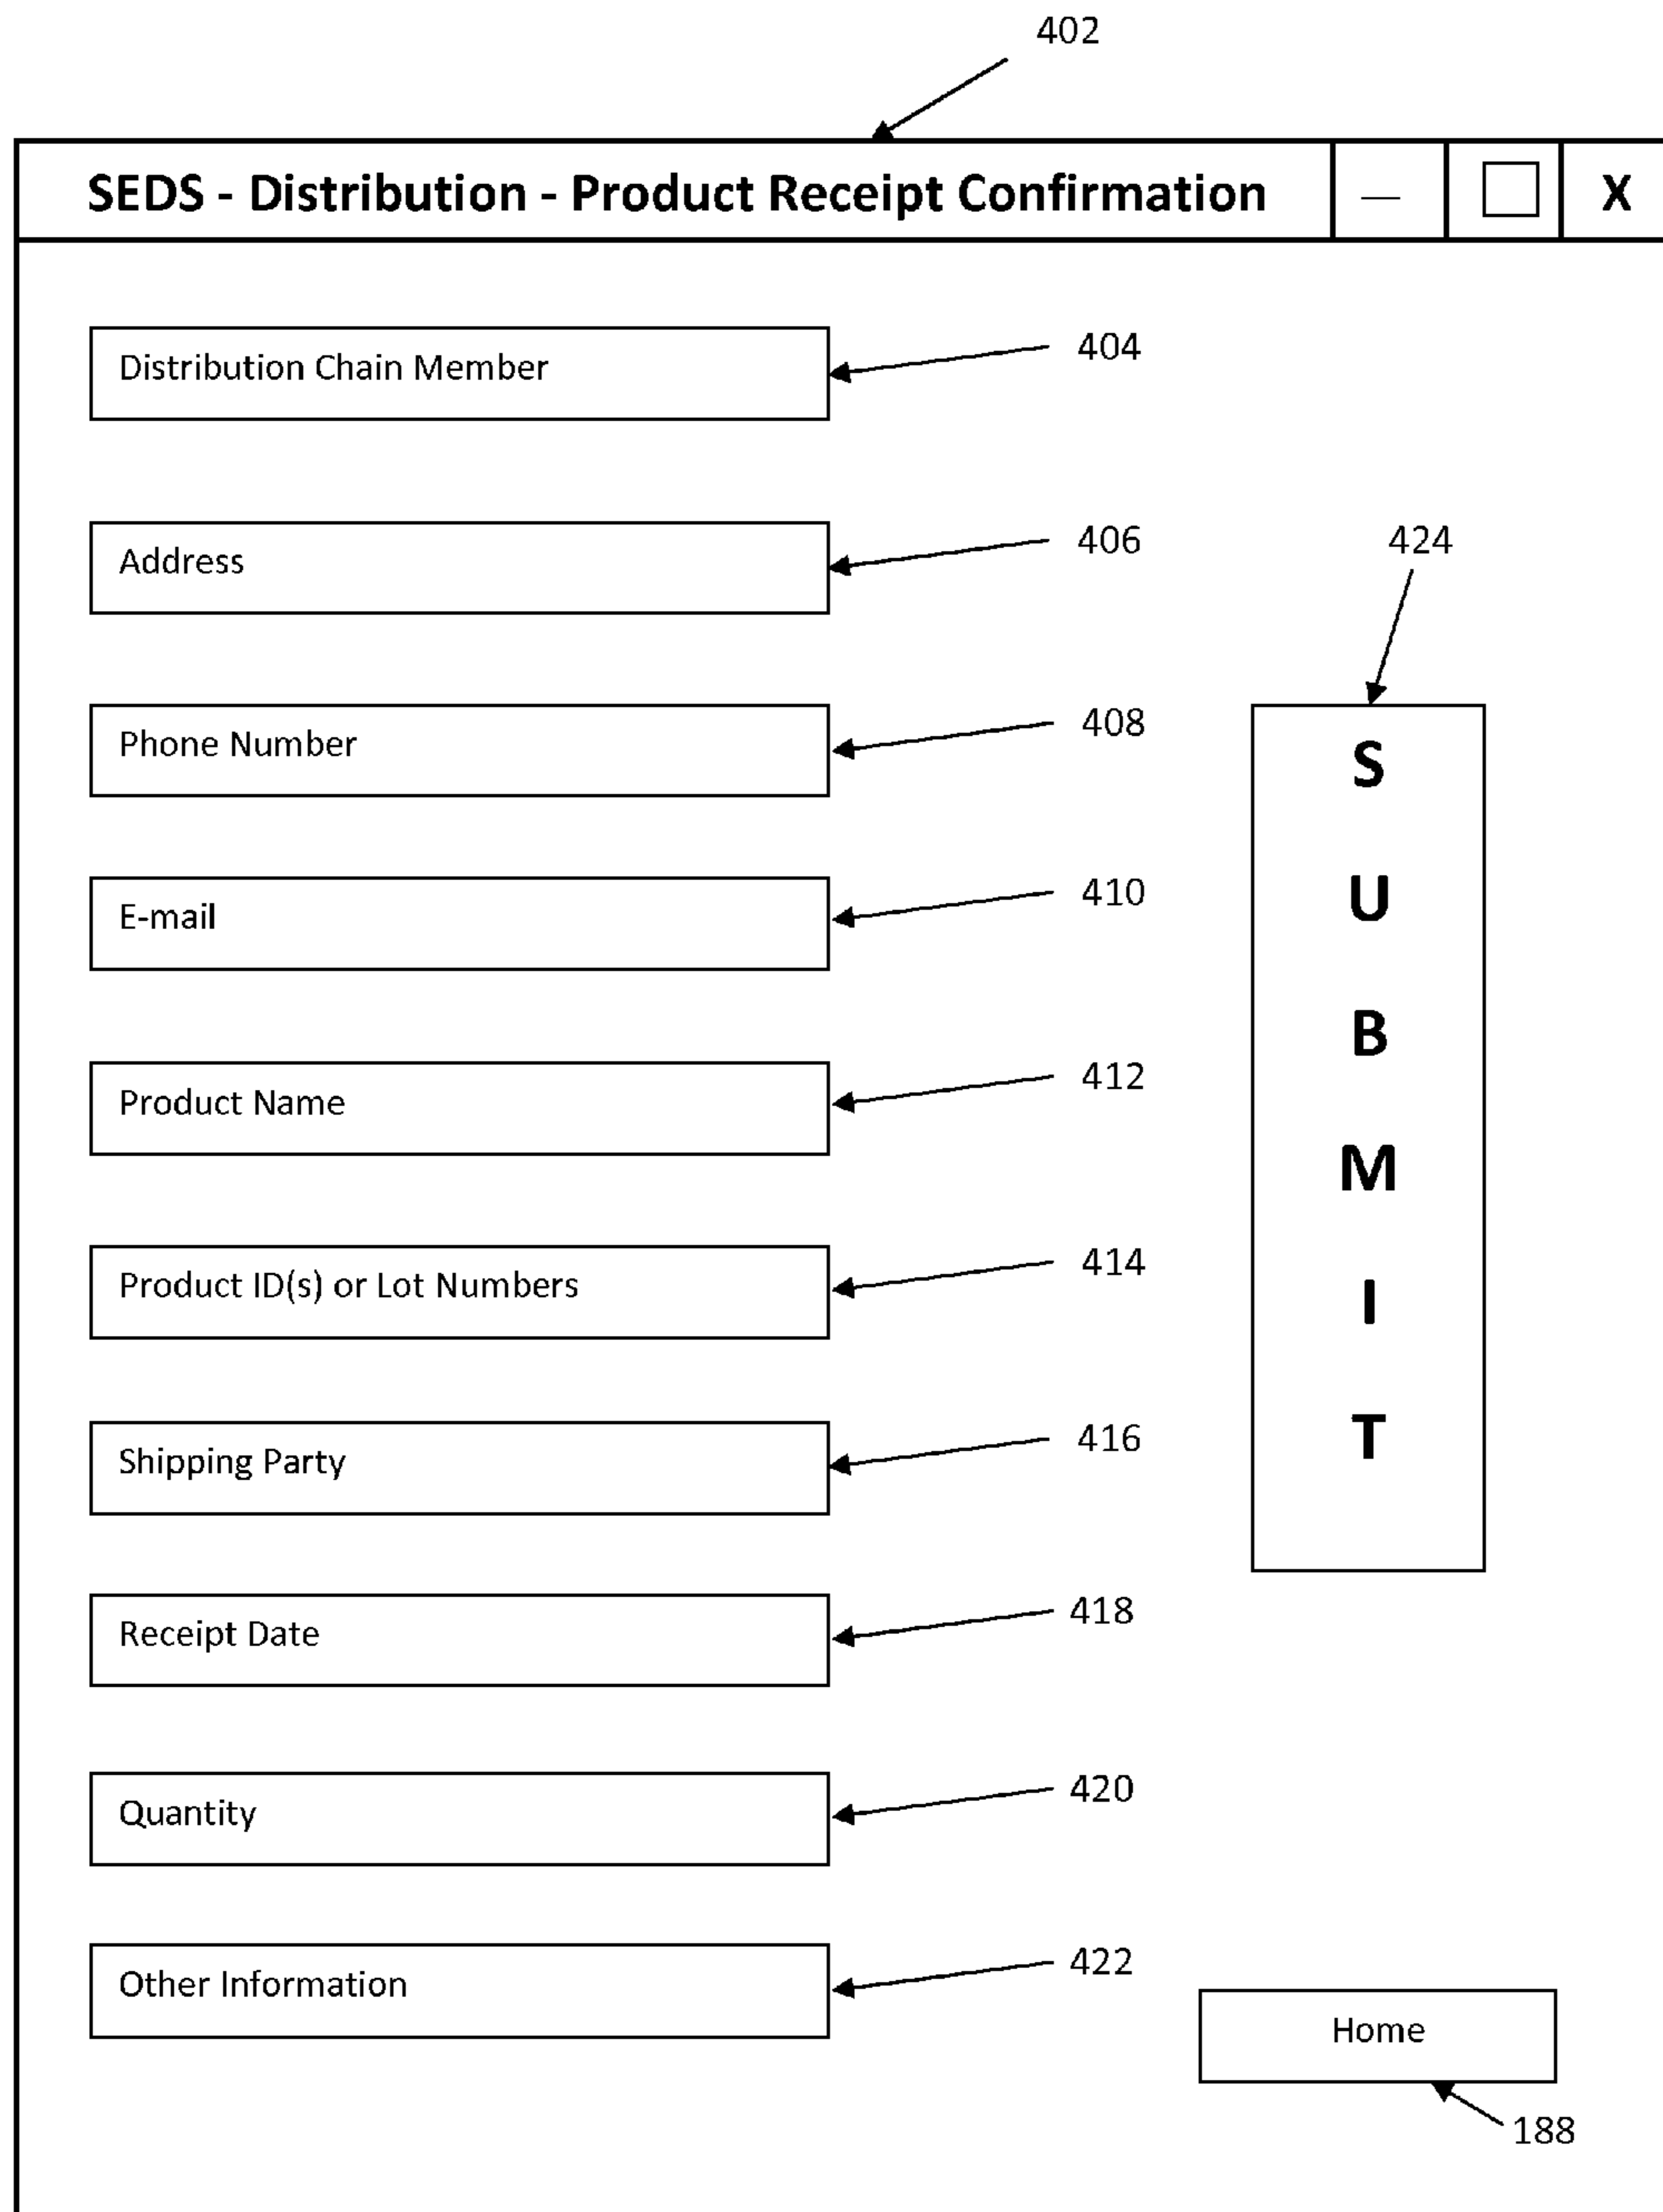 402
SEDS - Distribution - Product Receipt Confirmation — X
Distribution Chain Member
404
Address
406
424
Phone Number
408
E-mail
410
Product Name
412
Product ID(s) or Lot Numbers
414
Shipping Party
416
S
U
B
M
I
T
Receipt Date
418
Quantity
420
Other Information
422
Home
188